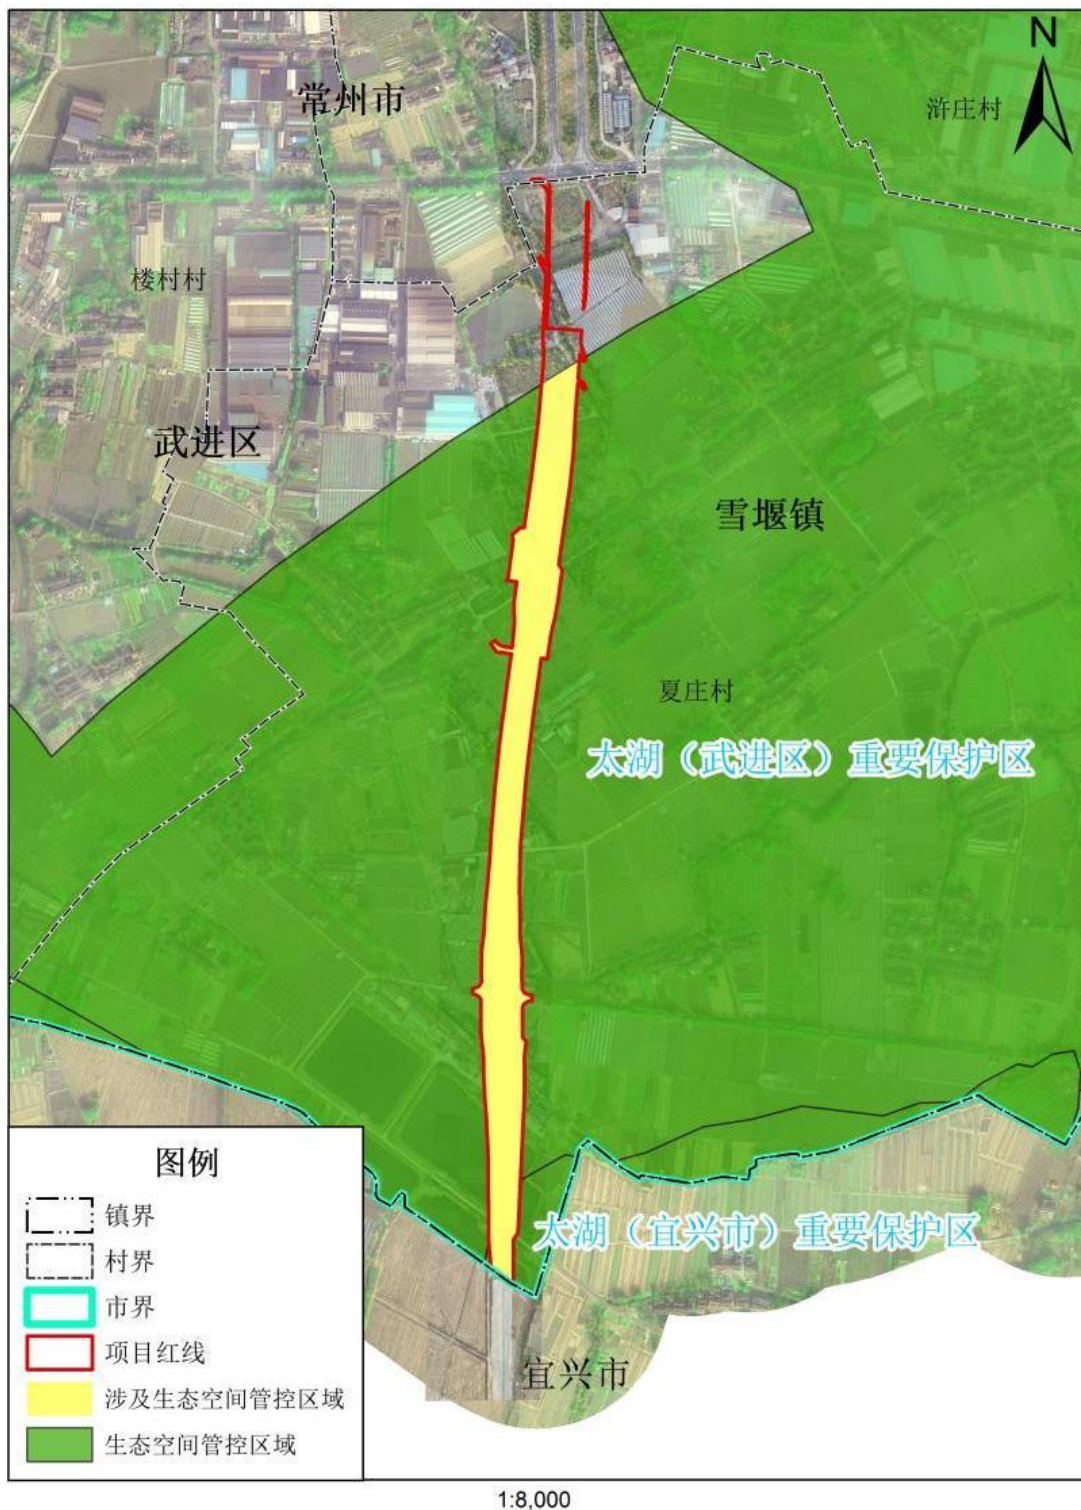 N
常州市
浒庄村
楼村村
武进区
雪堰镇
夏庄村
太湖（武进区）重要保护区
太湖（宜兴市）重要保护区
宜兴市
图例
镇界
村界
市界
项目红线
涉及生态空间管控区域
生态空间管控区域
1:8,000